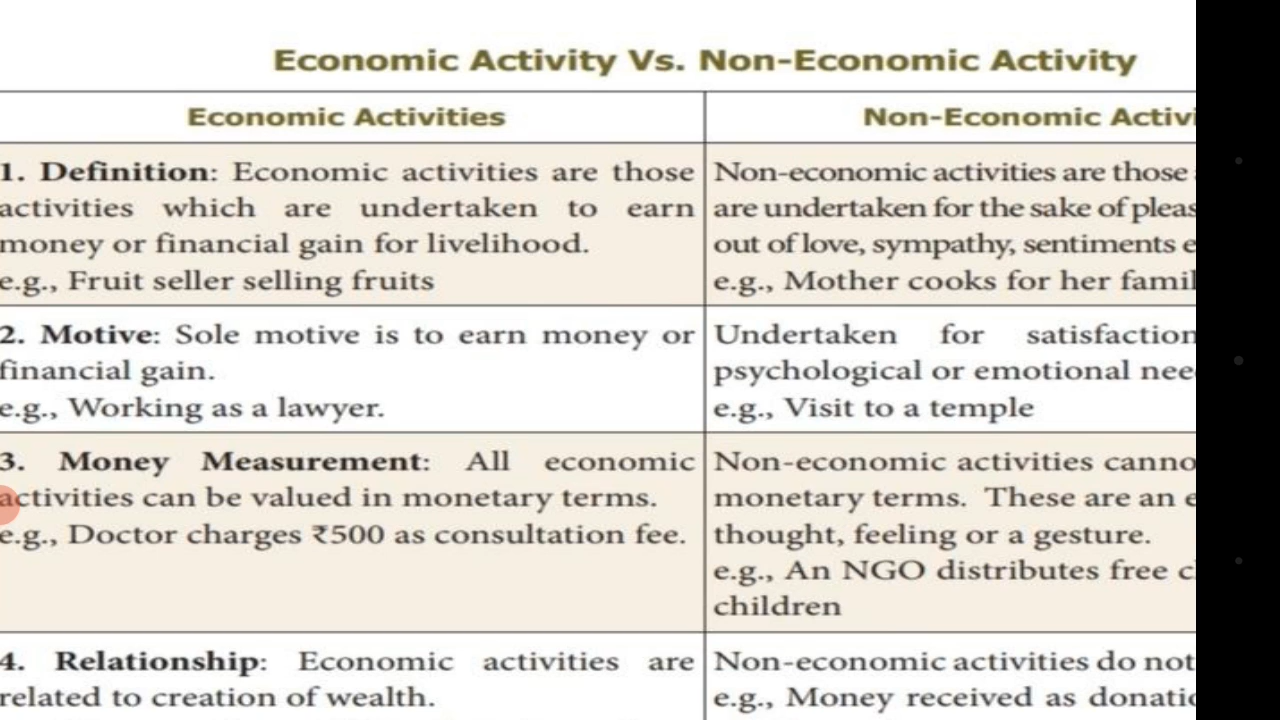 Economic Activity Vs. Non-Economic Activity
Economic Activities
Non-Economic
1. Definition: Economic activities are those
activities which are undertaken to earn
money or financial gain for livelihood.
e.g., Fruit seller selling fruits
Non-economic activities are those
are undertaken for the sake of
out of love, sympathy, sentiments
e.g., Mother cooks for her
2. Motive: Sole motive is to earn money or
financial gain.
e.g., Working as a lawyer.
Undertaken for satisfaction
psychological or emotional
e.g., Visit to a temple
3. Money Measurement: All economic
activities can be valued in monetary terms.
e.g., Doctor charges ₹500 as consultation fee.
Non-economic activities
monetary terms. These are an
thought, feeling or a gesture.
e.g., An NGO distributes free
children
4. Relationship: Economic activities are
related to creation of wealth.
Non-economic activities do not
e.g., Money received as